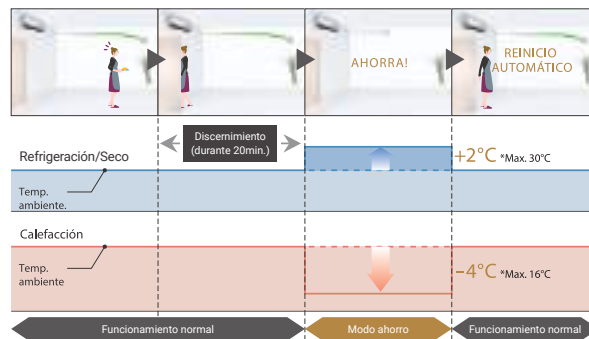 AHORRA!
REINICIO
AUTOMÁTICO
Discernimiento
(durante 20min.)
Refrigeración/Seco
+2°C *Max. 30°C
Temp.
ambiente.
Calefacción
Temp.
ambiente
–4°C *Max. 16°C
Funcionamiento normal
Modo ahorro
Funcionamiento normal